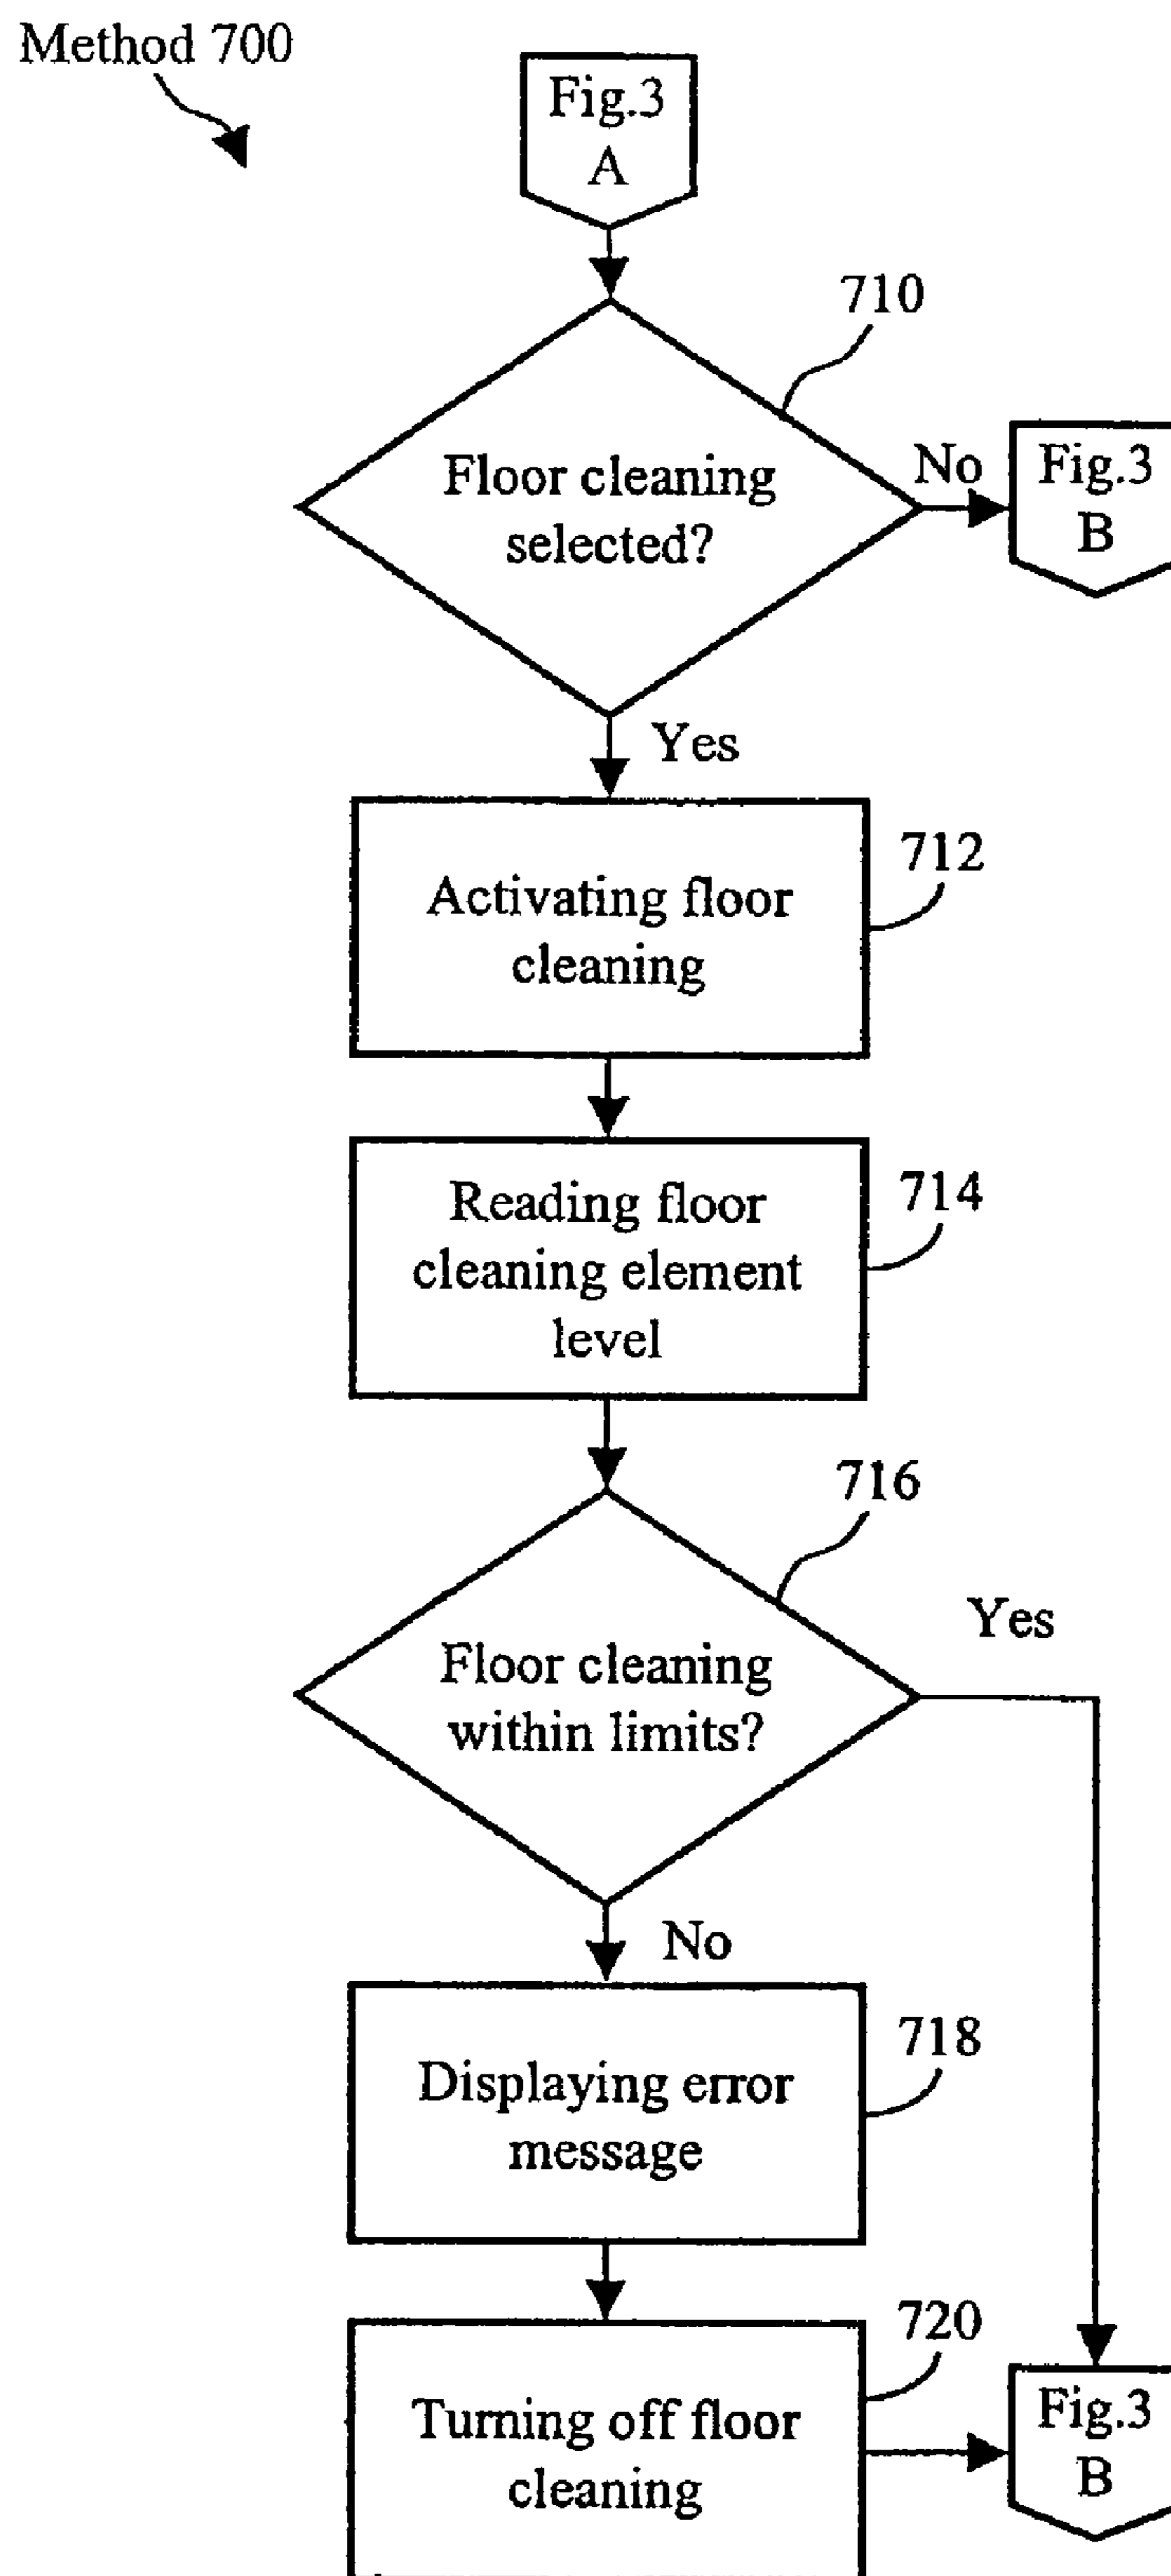 Method 700
Fig.3
A
710
Floor cleaning
selected?
No
Fig.3
B
Yes
712
Activating floor
cleaning
714
Reading floor
cleaning element
level
716
Floor cleaning
within limits?
Yes
No
718
Displaying error
message
720
Turning off floor
cleaning
Fig.3
B